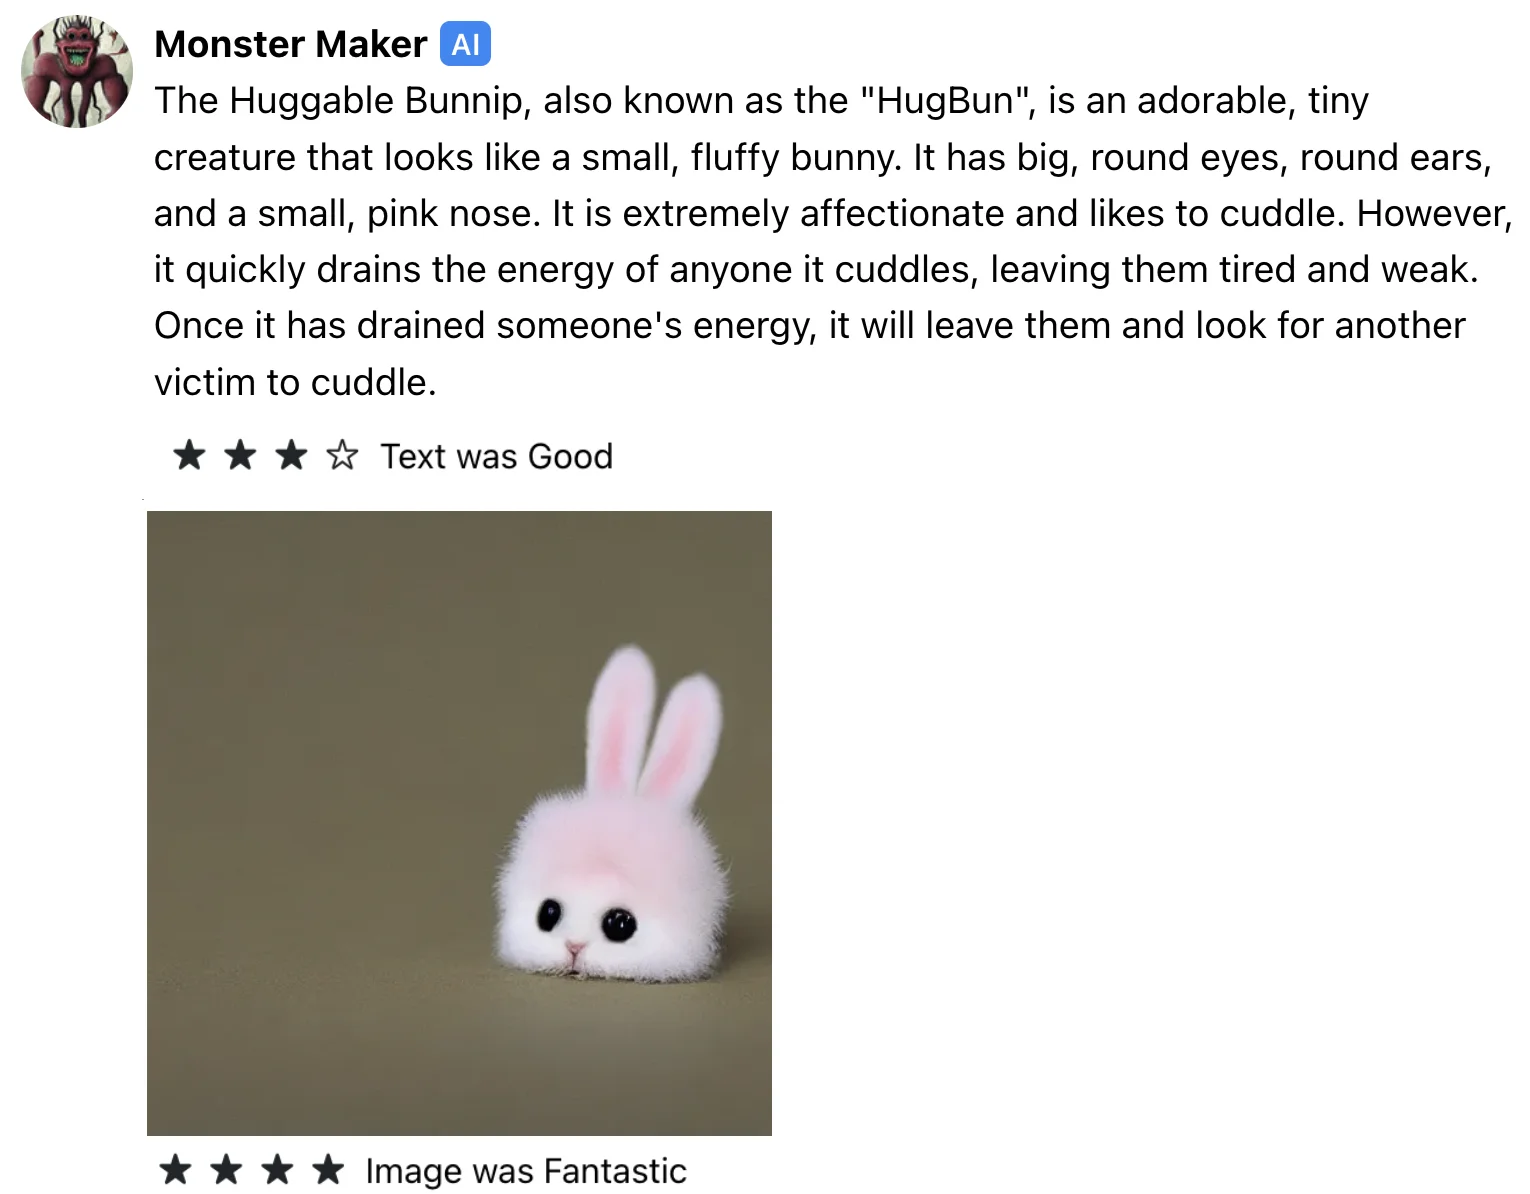 Monster Maker AI
The Huggable Bunnip, also known as the "HugBun", is an adorable, tiny
creature that looks like a small, fluffy bunny. It has big, round eyes, round ears,
and a small, pink nose. It is extremely affectionate and likes to cuddle. However,
it quickly drains the energy of anyone it cuddles, leaving them tired and weak.
Once it has drained someone's energy, it will leave them and look for another
victim to cuddle.
★ ★ ★ ☆ Text was Good
★ ★ ★ ★ Image was Fantastic